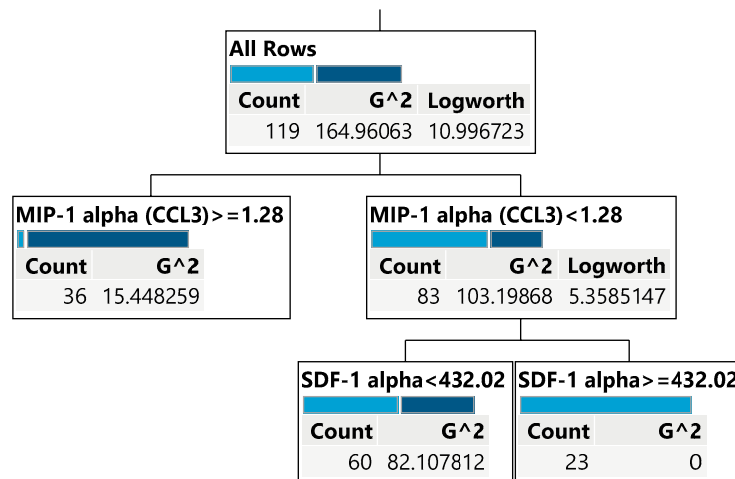 All Rows
Count G^2 Logworth
119 164.96063 10.996723
MIP-1 alpha (CCL3)>=1.28
Count G^2
36 15.448259
MIP-1 alpha (CCL3)<1.28
Count G^2 Logworth
83 103.19868 5.3585147
SDF-1 alpha<432.02
Count G^2
60 82.107812
SDF-1 alpha>=432.02
Count G^2
23 0